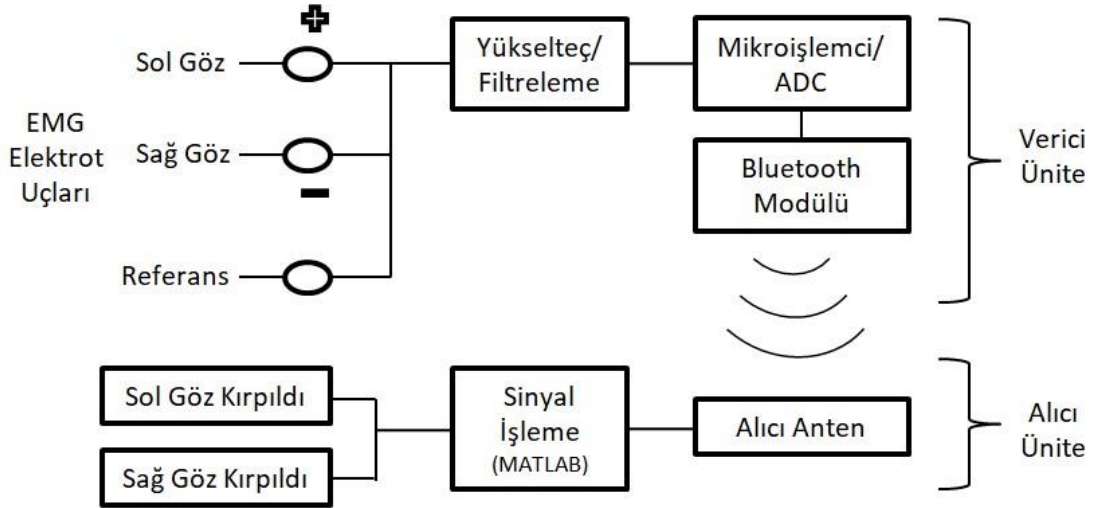 Sol Göz
Sağ Göz
Referans
EMG
Elektrot
Uçları
Yükselteç/
Filtreleme
Mikroişlemci/
ADC
Bluetooth
Modülü
Verici
Ünite
Sol Göz Kırpıldı
Sağ Göz Kırpıldı
Sinyal
İşleme
(MATLAB)
Alıcı Anten
Alıcı
Ünite